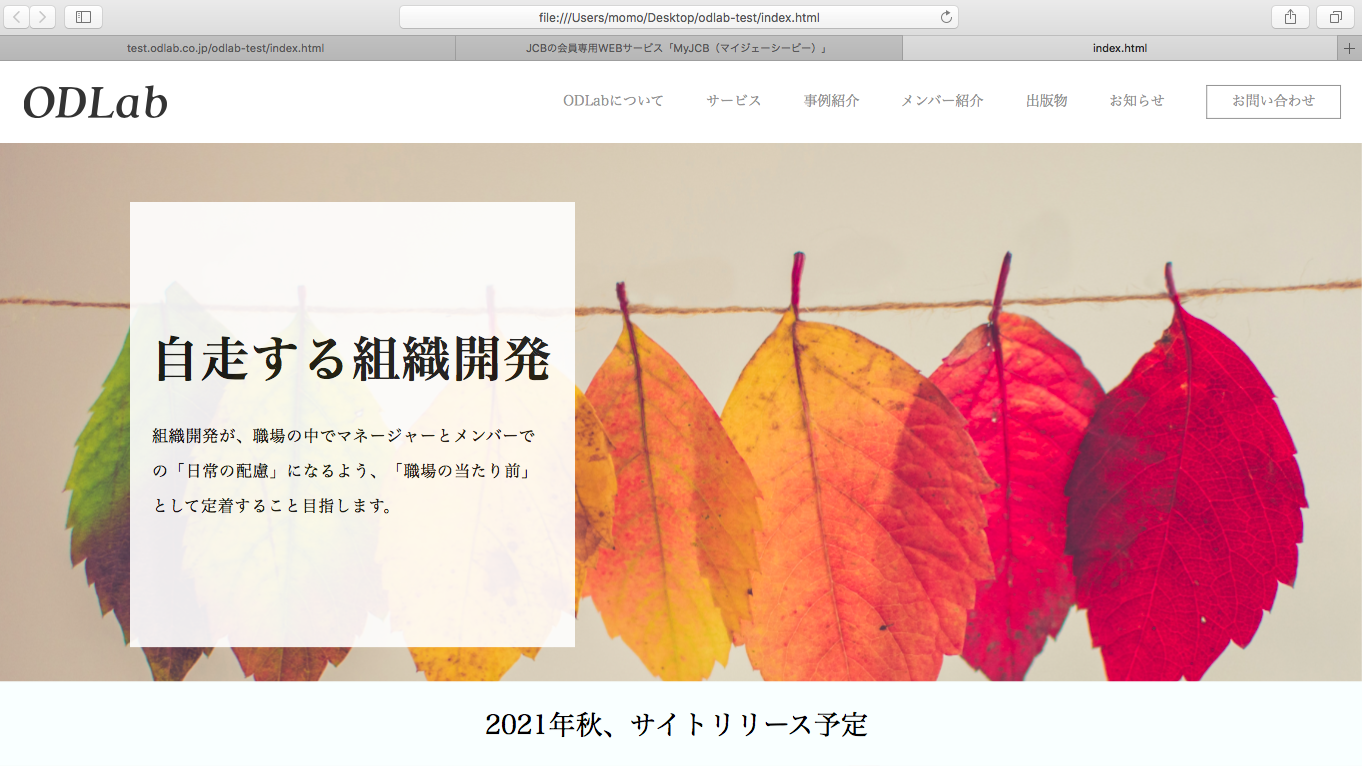 file:///Users/momo/Desktop/odlab-test/index.html
test.odlab.co.jp/odlab-test/index.html
JCBの会員専用WEBサービス「MyJCB（マイジェーシービー）」
index.html
ODLab
ODLabについて
サービス
事例紹介
メンバー紹介
出版物
お知らせ
お問い合わせ
自走する組織開発
組織開発が、職場の中でマネージャーとメンバーで
の「日常の配慮」になるよう、「職場の当たり前」
として定着すること目指します。
2021年秋、サイトリリース予定